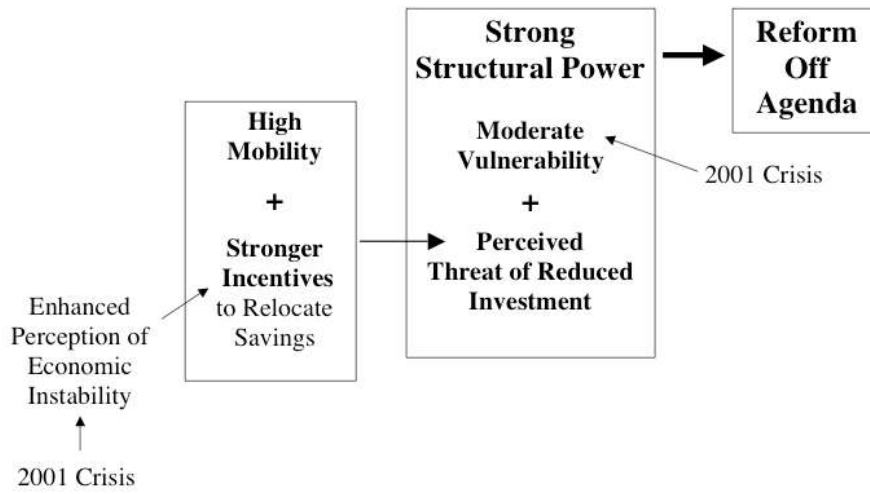 Strong
Structural Power
Reform
Off
Agenda
High
Mobility
+
Stronger
Incentives
to Relocate
Savings
Moderate
Vulnerability
+
Perceived
Threat of Reduced
Investment
2001 Crisis
Enhanced
Perception of
Economic
Instability
2001 Crisis